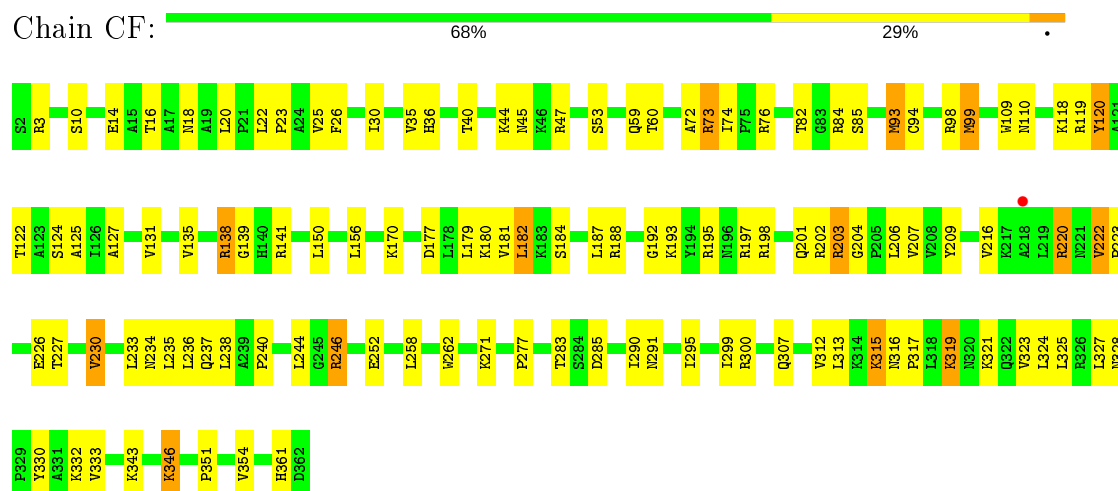 Chain CF:
68% 29% •
S2 R3 S10 E14 A15 T16 A17 N18 A19 L20 P21 L22 P23 A24 V25 F26 I30 V35 H36 T40 K44 N45 K46 R47 S53 Q59 T60 A72 R73 I74 P75 R76 T82 G83 R84 S85 M93 C94 R98 M99 W109 N110 K118 R119 Y120 A121
T122 A123 S124 A125 I126 A127 V131 V135 R138 G139 H140 R141 L150 L156 K170 D177 L178 L179 K180 V181 L182 K183 S184 L187 R188 G192 K193 Y194 R195 N196 R197 R198 Q201 R202 R203 G204 P205 L206 V207 V208 Y209 V216 K217 A218 L219 R220 N221 V222
E226 T227 V230 L233 N234 L235 L236 Q237 L238 A239 P240 L244 G245 R246 E252 L258 W262 K271 P277 T283 S284 D285 I290 N291 I295 I299 R300 Q307 V312 L313 K314 K315 N316 P317 L318 K319 N320 K321 Q322 V323 L324 L325 R326 L327
P329 Y330 A331 K332 V333 K343 K346 P351 V354 H361 D362